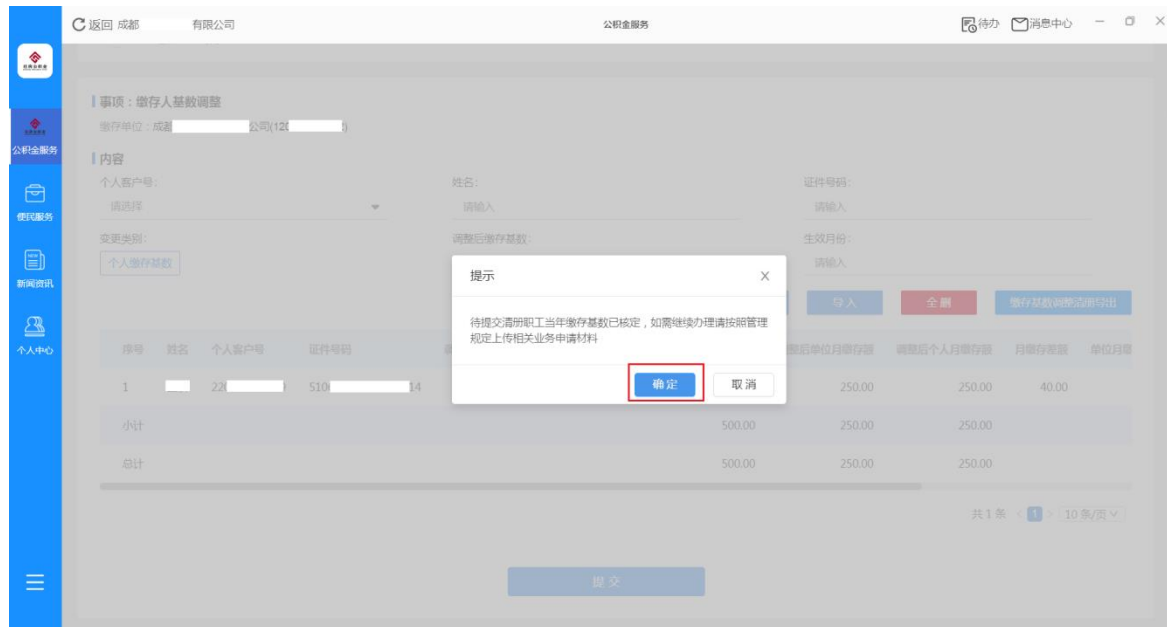 返回 成都 有限公司
公积金服务
待办 消息中心
公积金服务
便民服务
新闻资讯
个人中心
事项：缴存人基数调整
缴存单位：成都 公司(120
内容
个人客户号：
姓名：
证件号码：
请选择
请输入
请输入
变更类别：
调整后缴存基数：
生效月份：
个人缴存基数
请输入
导入
全删
缴存基数调整清册导出
提示
待提交清册职工当年缴存基数已核定，如需继续办理请按照管理
规定上传相关业务申请材料
确定
取消
序号 姓名 个人客户号 证件号码 整后单位月缴存额 调整后个人月缴存额 月缴存差额 单位月缴
1 220 510 14 250.00 250.00 40.00
小计 500.00 250.00 250.00
总计 500.00 250.00 250.00
共 1 条 < 1 > 10 条/页
提交